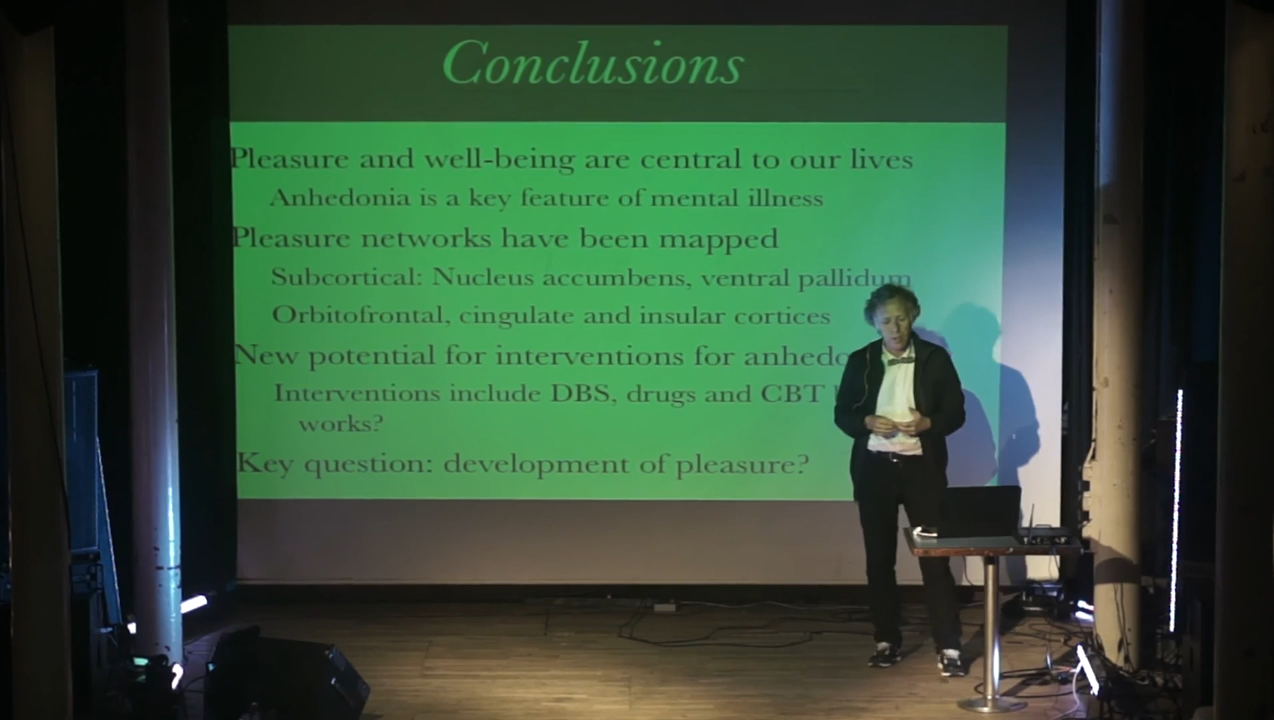 Conclusions
Pleasure and well-being are central to our lives
Anhedonia is a key feature of mental illness
Pleasure networks have been mapped
Subcortical: Nucleus accumbens, ventral pallidum
Orbitofrontal, cingulate and insular cortices
New potential for interventions for
Interventions include DBS, drugs and CBT
works?
Key question: development of pleasure?